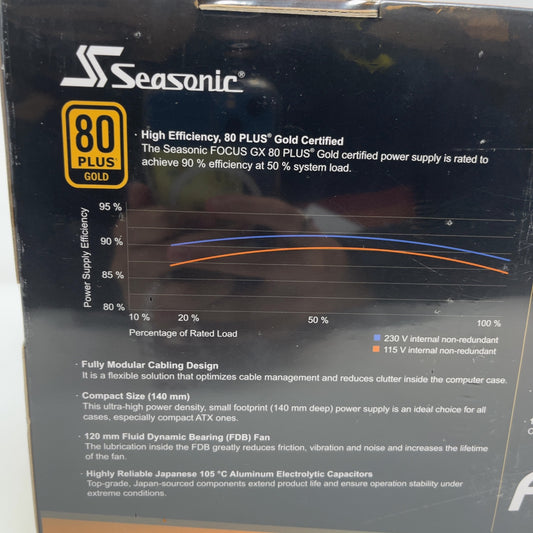 Seasonic®
80
PLUS®
GOLD
· High Efficiency, 80 PLUS® Gold Certified
The Seasonic FOCUS GX 80 PLUS® Gold certified power supply is rated to
achieve 90 % efficiency at 50 % system load.
Power Supply Efficiency
95 %
90 %
85 %
80 %
10 % 20 % 50 % 100 %
Percentage of Rated Load
230 V internal non-redundant
115 V internal non-redundant
· Fully Modular Cabling Design
It is a flexible solution that optimizes cable management and reduces clutter inside the computer case.
· Compact Size (140 mm)
This ultra-high power density, small footprint (140 mm deep) power supply is an ideal choice for all
cases, especially compact ATX ones.
· 120 mm Fluid Dynamic Bearing (FDB) Fan
The lubrication inside the FDB greatly reduces friction, vibration and noise and increases the lifetime
of the fan.
· Highly Reliable Japanese 105 °C Aluminum Electrolytic Capacitors
Top-grade, Japan-sourced components extend product life and ensure operation stability under
extreme conditions.